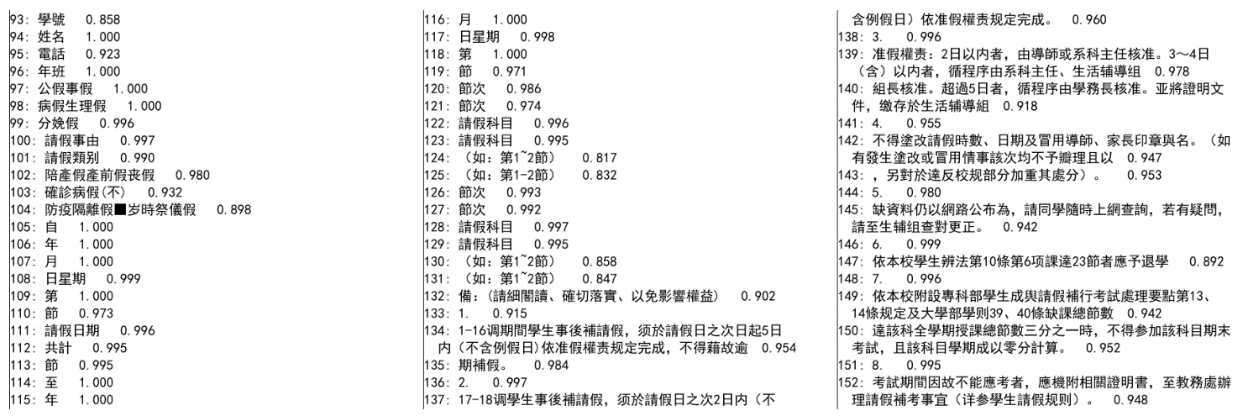 93: 學號 0.858
94: 姓名 1.000
95: 電話 0.923
96: 年班 1.000
97: 公假事假 1.000
98: 病假生理假 1.000
99: 分娩假 0.996
100: 請假事由 0.997
101: 請假類別 0.990
102: 陪產假產前假喪假 0.980
103: 確診病假(不) 0.932
104: 防疫隔離假■岁時祭儀假 0.898
105: 自 1.000
106: 年 1.000
107: 月 1.000
108: 日星期 0.999
109: 第 1.000
110: 節 0.973
111: 請假日期 0.996
112: 共計 0.995
113: 節 0.995
114: 至 1.000
115: 年 1.000
116: 月 1.000
117: 日星期 0.998
118: 第 1.000
119: 節 0.971
120: 節次 0.986
121: 節次 0.974
122: 請假科目 0.996
123: 請假科目 0.995
124: (如: 第1~2節) 0.817
125: (如: 第1-2節) 0.832
126: 節次 0.993
127: 節次 0.992
128: 請假科目 0.997
129: 請假科目 0.995
130: (如: 第1~2節) 0.858
131: (如: 第1~2節) 0.847
132: 備: (請細閱讀、確切落實、以免影響權益) 0.902
133: 1. 0.915
134: 1-16调期間學生事後補請假, 须於請假日之次日起5日
内 (不含例假日)依准假權责规定完成, 不得藉故逾 0.954
135: 期補假。 0.984
136: 2. 0.997
137: 17-18調學生事後補請假, 须於請假日之次2日内 (不
含例假日) 依准假權责规定完成。 0.960
138: 3. 0.996
139: 准假權责: 2日以内者, 由導師或系科主任核准。3~4日
(含) 以内者, 循程序由系科主任、生活辅導组 0.978
140: 組長核准。超過5日者, 循程序由學務長核准。亚將證明文
件, 缴存於生活辅導組 0.918
141: 4. 0.955
142: 不得塗改請假時數、日期及冒用導師、家長印章與名。(如
有發生塗改或冒用情事該次均不予瓣理且以 0.947
143: , 另對於違反校規部分加重其處分) 。 0.953
144: 5. 0.980
145: 缺資料仍以網路公布為, 請同學隨時上網查詢, 若有疑問,
請至生辅组查對更正。 0.942
146: 6. 0.999
147: 依本校學生辨法第10條第6项課達23節者應予退學 0.892
148: 7. 0.996
149: 依本校附設專科部學生成與請假補行考試處理要點第13、
14條規定及大學部學则39、40條缺課總節數 0.942
150: 達該科全學期授課總節數三分之一時, 不得參加該科目期末
考試, 且該科目學期成以零分計算。 0.952
151: 8. 0.995
152: 考試期間因故不能應考者, 應機附相關證明書, 至教務處辦
理請假補考事宜 (详参學生請假規则) 。 0.948